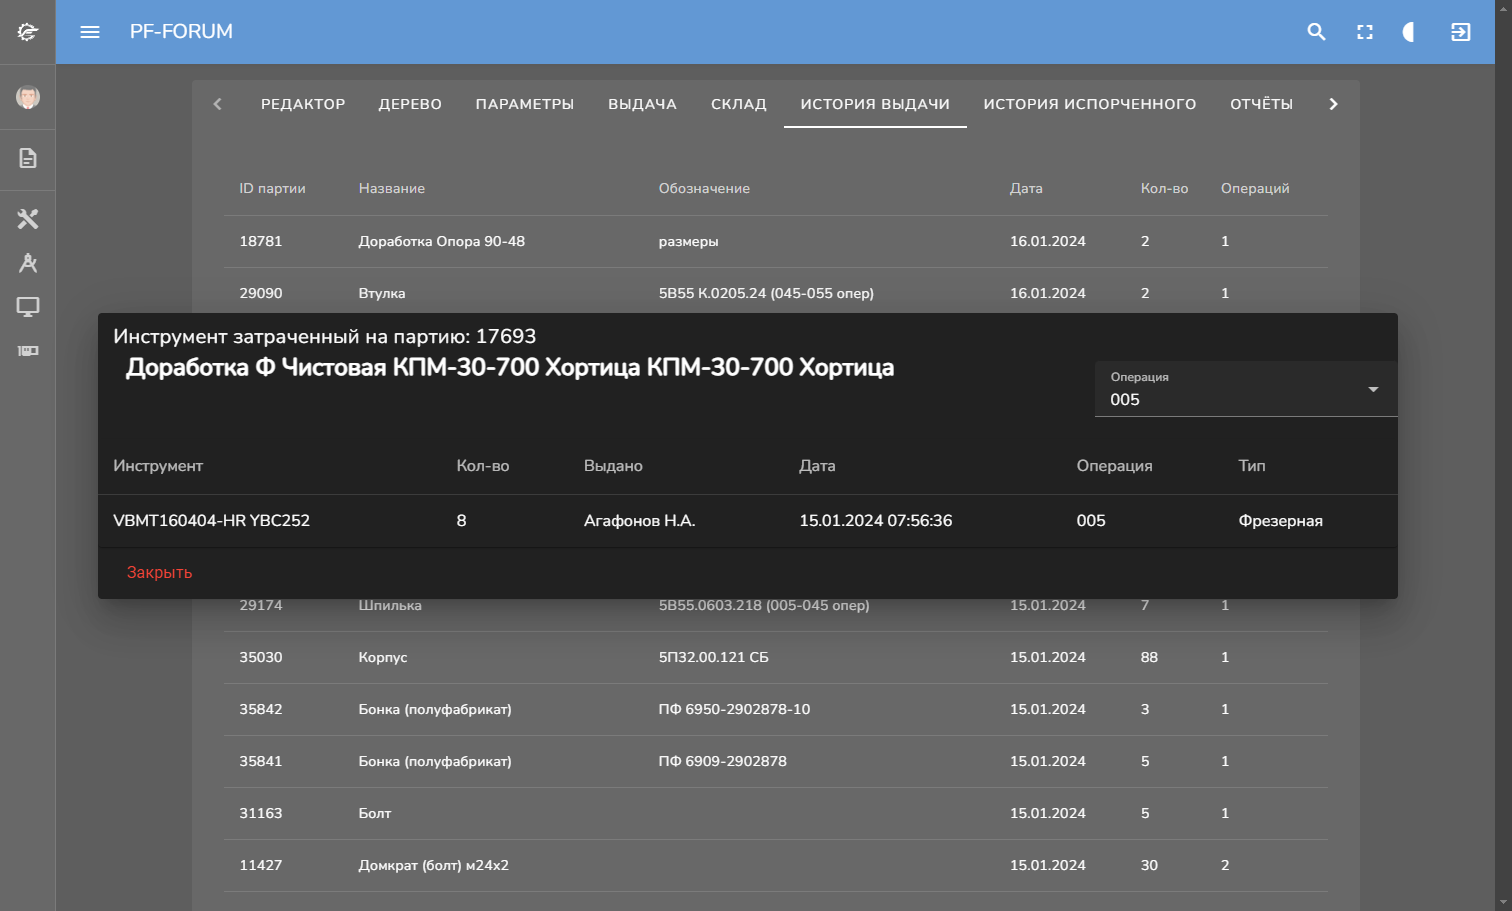 PF-FORUM
РЕДАКТОР ДЕРЕВО ПАРАМЕТРЫ ВЫДАЧА СКЛАД ИСТОРИЯ ВЫДАЧИ ИСТОРИЯ ИСПОРЧЕННОГО ОТЧЁТЫ
ID партии Название Обозначение Дата Кол-во Операций
18781 Доработка Опора 90-48 размеры 16.01.2024 2 1
29090 Втулка 5В55 К.0205.24 (045-055 опер) 16.01.2024 2 1
Инструмент затраченный на партию: 17693
Доработка Ф Чистовая КПМ-30-700 Хортица КПМ-30-700 Хортица
Операция
005
Инструмент Кол-во Выдано Дата Операция Тип
VBMT160404-HR YBC252 8 Агафонов Н.А. 15.01.2024 07:56:36 005 Фрезерная
Закрыть
29174 Шпилька 5В55.0603.218 (005-045 опер) 15.01.2024 7 1
35030 Корпус 5П32.00.121 СБ 15.01.2024 88 1
35842 Бонка (полуфабрикат) ПФ 6950-2902878-10 15.01.2024 3 1
35841 Бонка (полуфабрикат) ПФ 6909-2902878 15.01.2024 5 1
31163 Болт 15.01.2024 5 1
11427 Домкрат (болт) м24х2 15.01.2024 30 2